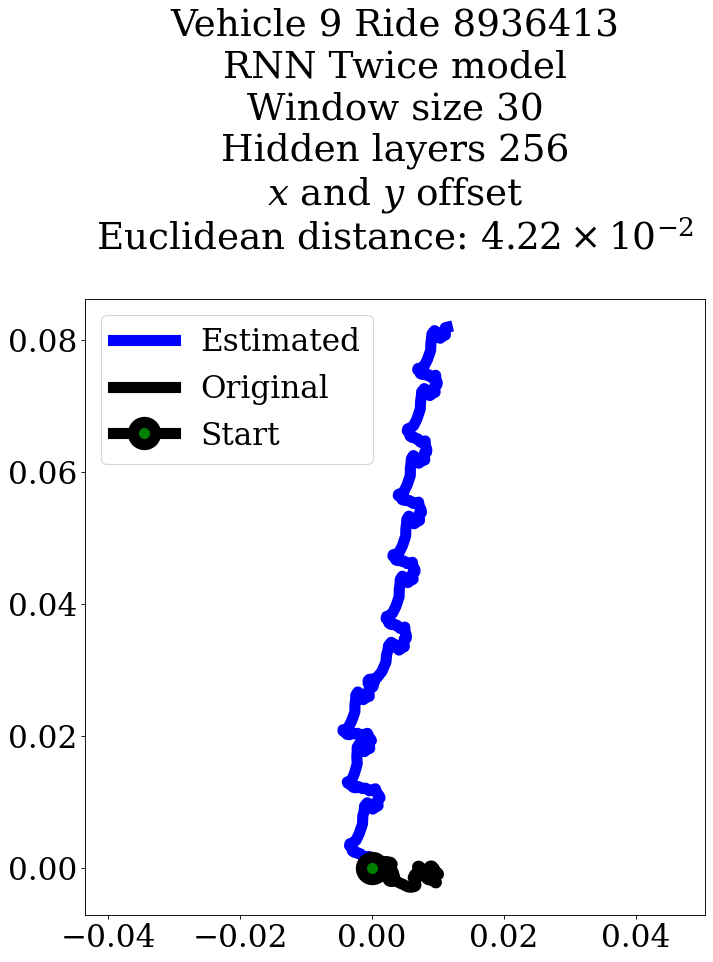 Vehicle 9 Ride 8936413
RNN Twice model
Window size 30
Hidden layers 256
x and y offset
Euclidean distance: 4.22 × 10⁻²
Estimated
Original
Start
0.08
0.06
0.04
0.02
0.00
−0.04 −0.02 0.00 0.02 0.04